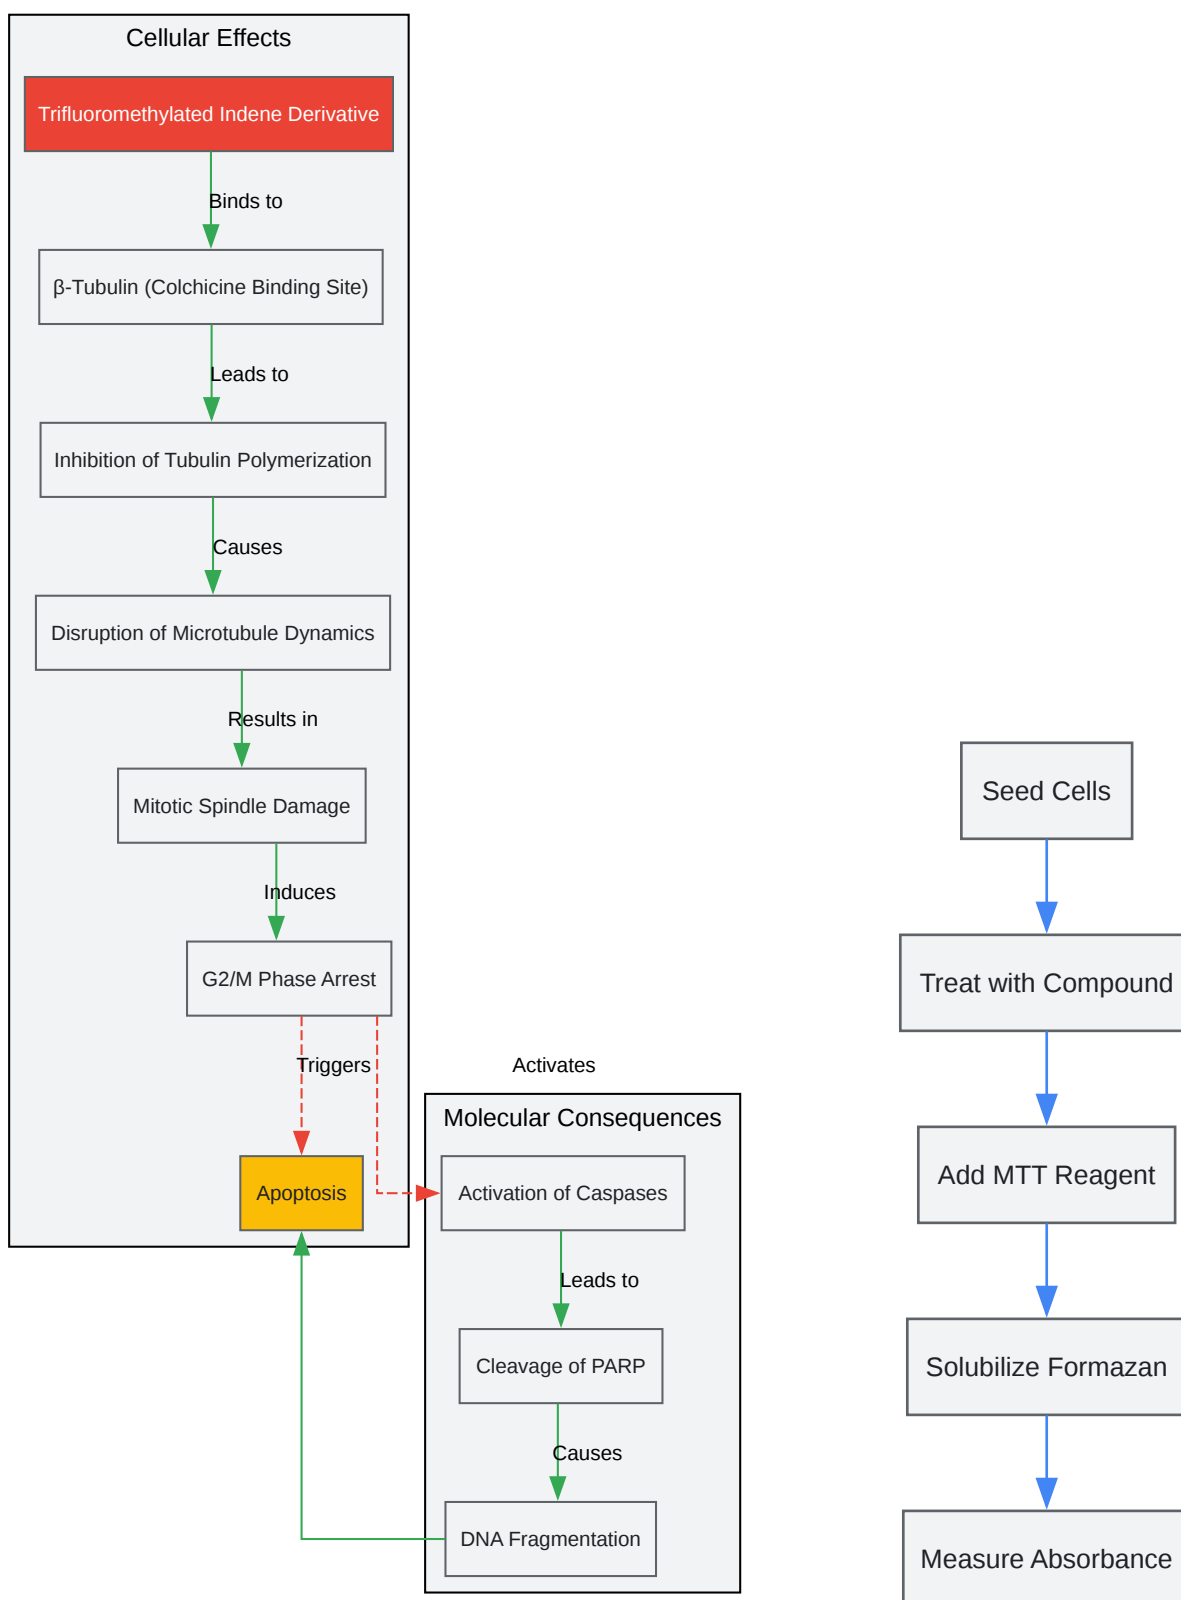 Cellular Effects
Trifluoromethylated Indene Derivative
Binds to
β-Tubulin (Colchicine Binding Site)
Leads to
Inhibition of Tubulin Polymerization
Causes
Disruption of Microtubule Dynamics
Results in
Mitotic Spindle Damage
Induces
G2/M Phase Arrest
Triggers
Apoptosis
Activates
Molecular Consequences
Activation of Caspases
Leads to
Cleavage of PARP
Causes
DNA Fragmentation
Seed Cells
Treat with Compound
Add MTT Reagent
Solubilize Formazan
Measure Absorbance